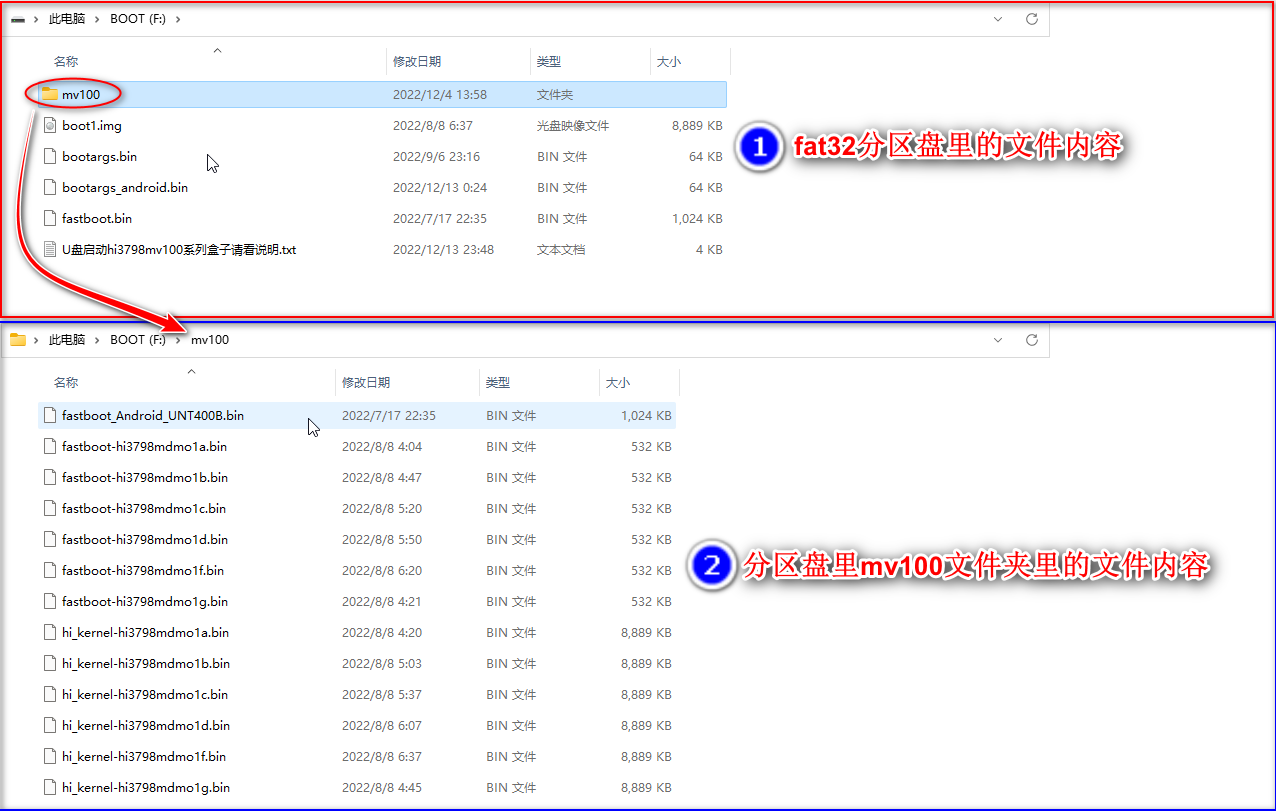 此电脑 > BOOT (F:) >
名称 修改日期 类型 大小
mv100 2022/12/4 13:58 文件夹
boot1.img 2022/8/8 6:37 光盘映像文件 8,889 KB
bootargs.bin 2022/9/6 23:16 BIN 文件 64 KB
bootargs_android.bin 2022/12/13 0:24 BIN 文件 64 KB
fastboot.bin 2022/7/17 22:35 BIN 文件 1,024 KB
U盘启动hi3798mv100系列盒子请看说明.txt 2022/12/13 23:48 文本文档 4 KB
1 fat32分区盘里的文件内容
此电脑 > BOOT (F:) > mv100
名称 修改日期 类型 大小
fastboot_Android_UNT400B.bin 2022/7/17 22:35 BIN 文件 1,024 KB
fastboot-hi3798mdmo1a.bin 2022/8/8 4:04 BIN 文件 532 KB
fastboot-hi3798mdmo1b.bin 2022/8/8 4:47 BIN 文件 532 KB
fastboot-hi3798mdmo1c.bin 2022/8/8 5:20 BIN 文件 532 KB
fastboot-hi3798mdmo1d.bin 2022/8/8 5:50 BIN 文件 532 KB
fastboot-hi3798mdmo1f.bin 2022/8/8 6:20 BIN 文件 532 KB
fastboot-hi3798mdmo1g.bin 2022/8/8 4:21 BIN 文件 532 KB
hi_kernel-hi3798mdmo1a.bin 2022/8/8 4:20 BIN 文件 8,889 KB
hi_kernel-hi3798mdmo1b.bin 2022/8/8 5:03 BIN 文件 8,889 KB
hi_kernel-hi3798mdmo1c.bin 2022/8/8 5:37 BIN 文件 8,889 KB
hi_kernel-hi3798mdmo1d.bin 2022/8/8 6:07 BIN 文件 8,889 KB
hi_kernel-hi3798mdmo1f.bin 2022/8/8 6:37 BIN 文件 8,889 KB
hi_kernel-hi3798mdmo1g.bin 2022/8/8 4:45 BIN 文件 8,889 KB
2 分区盘里mv100文件夹里的文件内容